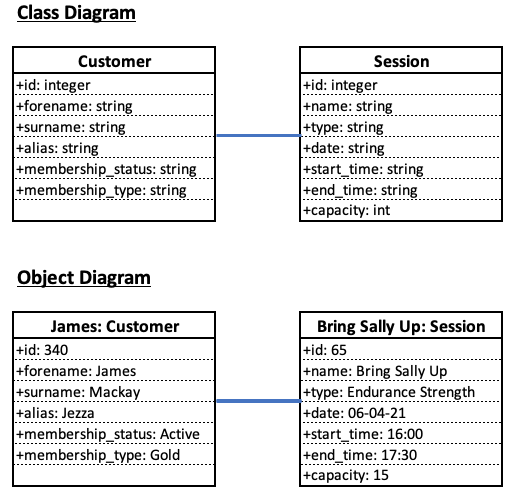 Class Diagram
Customer
+id: integer
+forename: string
+surname: string
+alias: string
+membership_status: string
+membership_type: string
Session
+id: integer
+name: string
+type: string
+date: string
+start_time: string
+end_time: string
+capacity: int
Object Diagram
James: Customer
+id: 340
+forename: James
+surname: Mackay
+alias: Jezza
+membership_status: Active
+membership_type: Gold
Bring Sally Up: Session
+id: 65
+name: Bring Sally Up
+type: Endurance Strength
+date: 06-04-21
+start_time: 16:00
+end_time: 17:30
+capacity: 15